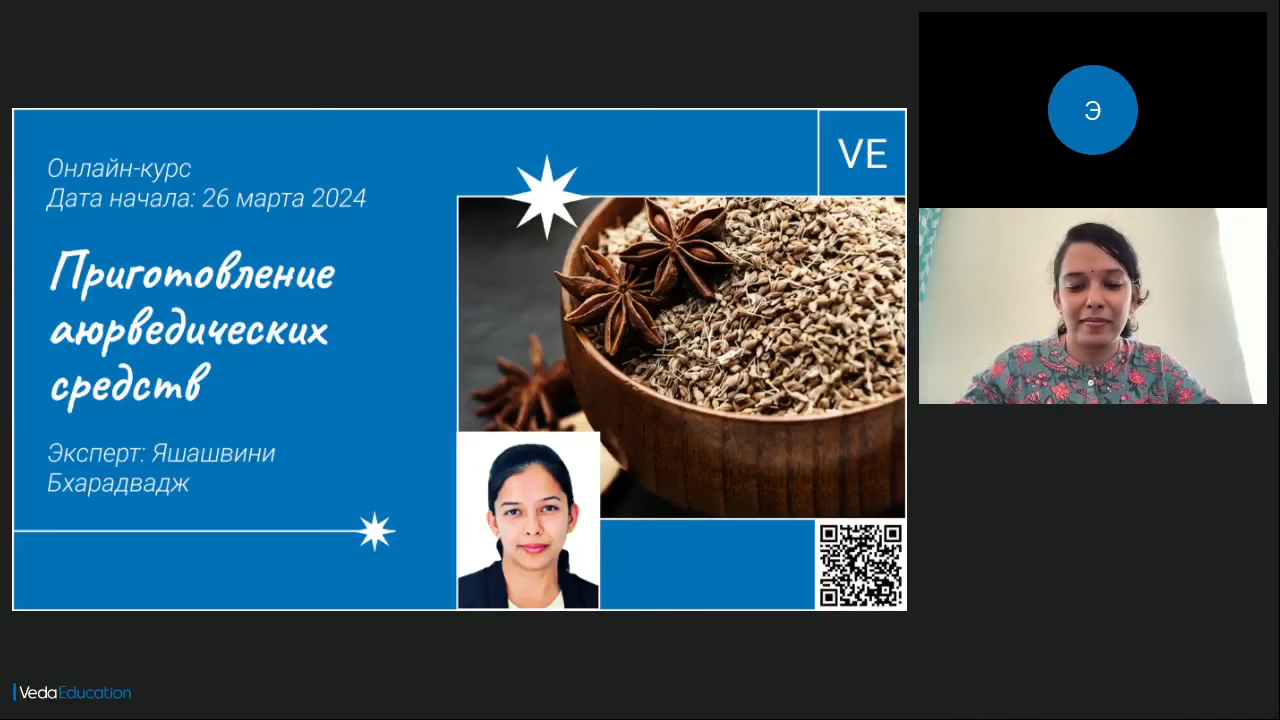 Онлайн-курс
Дата начала: 26 марта 2024
VE
Приготовление
аюрведических
средств
Эксперт: Яшашвини
Бхарадвадж
Э
VedaEducation